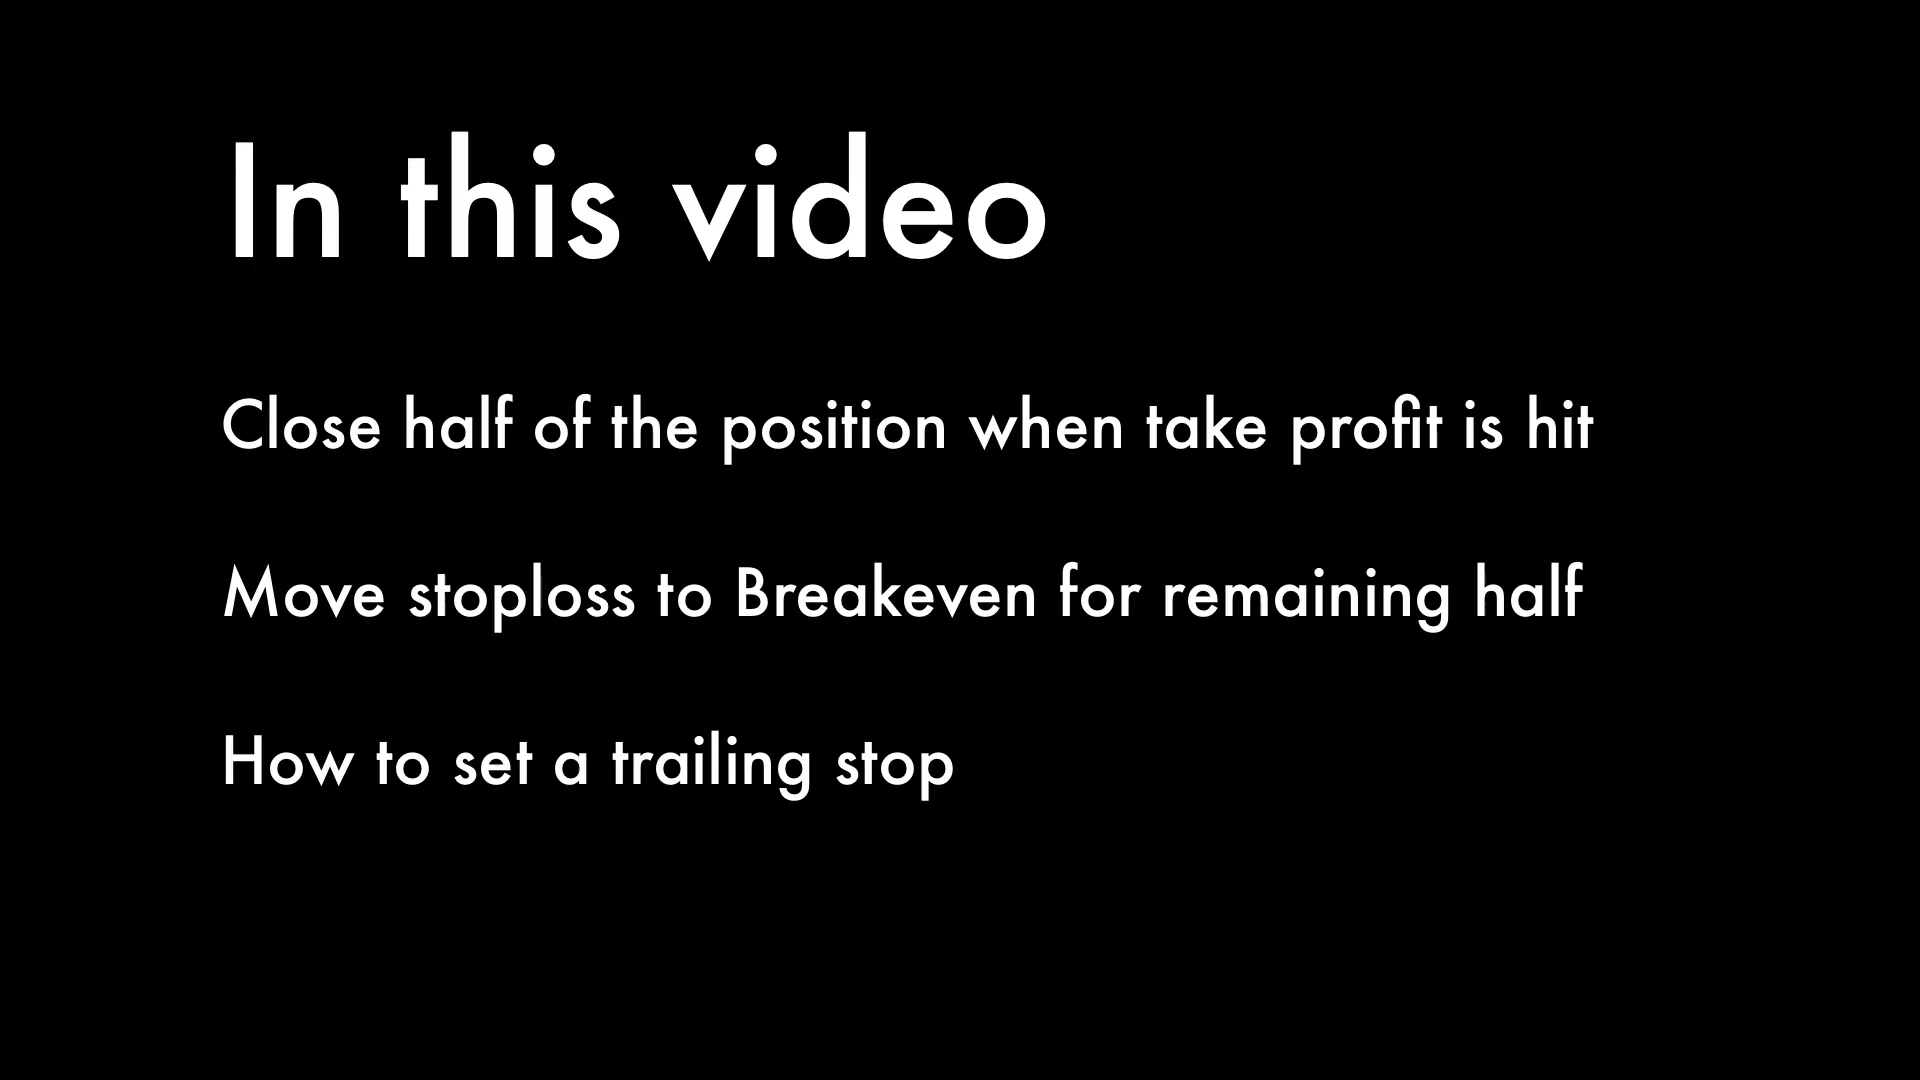 In this video
Close half of the position when take profit is hit
Move stoploss to Breakeven for remaining half
How to set a trailing stop